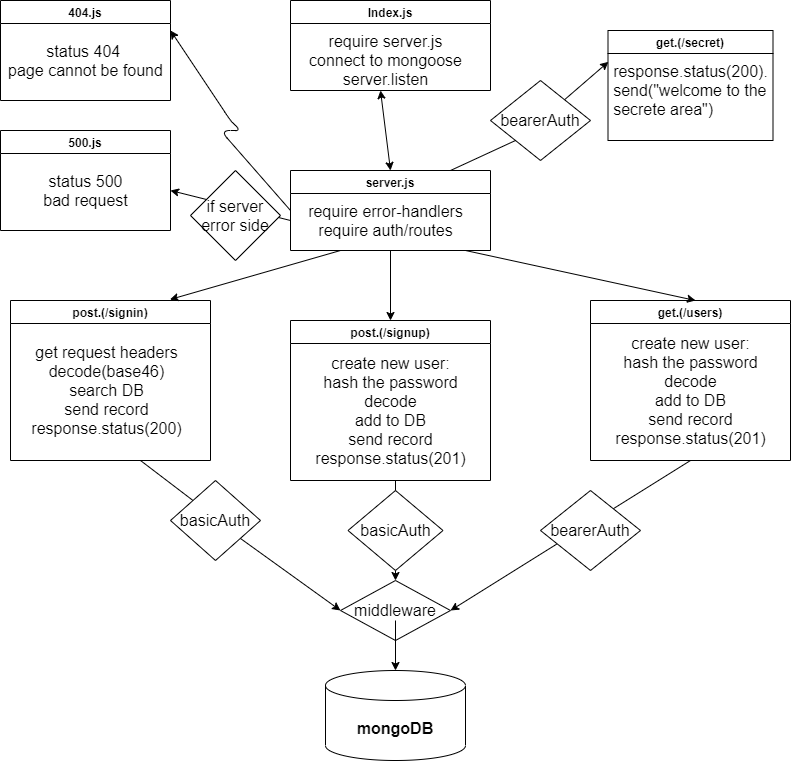 404.js
status 404
page cannot be found
Index.js
require server.js
connect to mongoose
server.listen
get.(/secret)
response.status(200).
send("welcome to the
secrete area")
bearerAuth
500.js
status 500
bad request
if server
error side
server.js
require error-handlers
require auth/routes
post.(/signin)
get request headers
decode(base46)
search DB
send record
response.status(200)
post.(/signup)
create new user:
hash the password
decode
add to DB
send record
response.status(201)
get.(/users)
create new user:
hash the password
decode
add to DB
send record
response.status(201)
basicAuth
basicAuth
bearerAuth
middleware
mongoDB